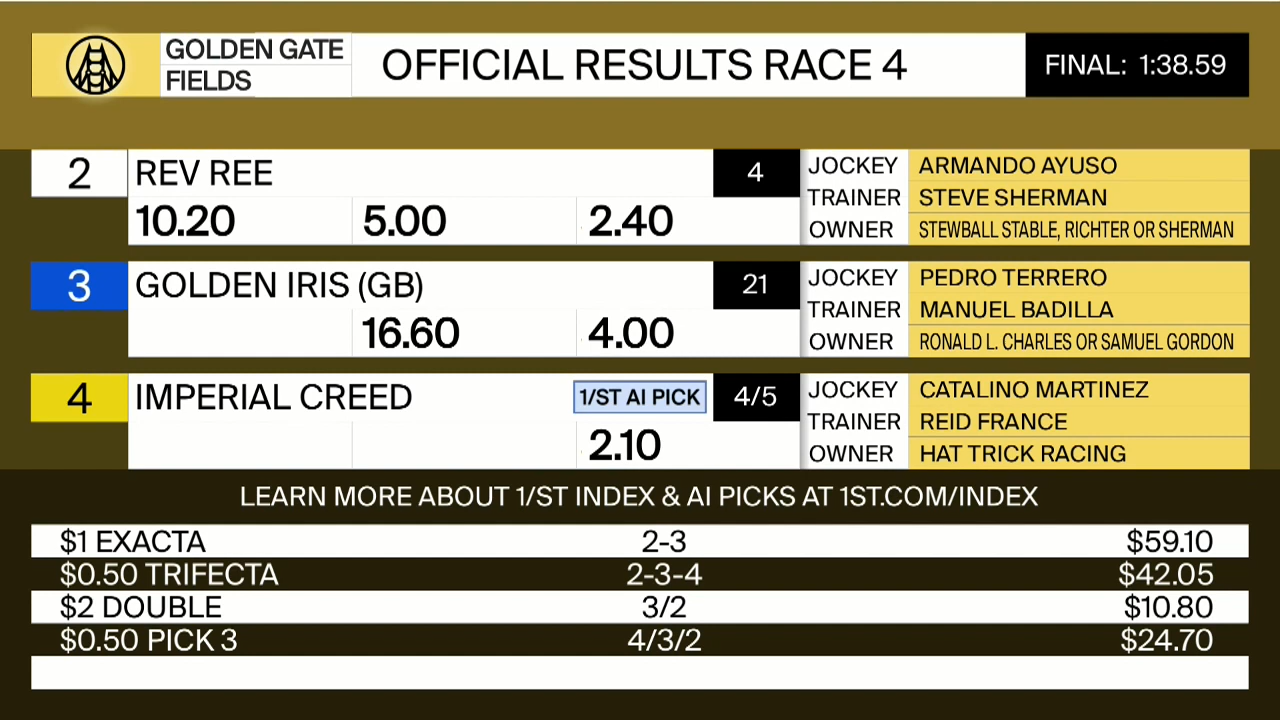 GOLDEN GATE
FIELDS
OFFICIAL RESULTS RACE 4
FINAL: 1:38.59
2 REV REE 4
10.20 5.00 2.40
JOCKEY ARMANDO AYUSO
TRAINER STEVE SHERMAN
OWNER STEWBALL STABLE, RICHTER OR SHERMAN
3 GOLDEN IRIS (GB) 21
16.60 4.00
JOCKEY PEDRO TERRERO
TRAINER MANUEL BADILLA
OWNER RONALD L. CHARLES OR SAMUEL GORDON
4 IMPERIAL CREED 1/ST AI PICK 4/5
2.10
JOCKEY CATALINO MARTINEZ
TRAINER REID FRANCE
OWNER HAT TRICK RACING
LEARN MORE ABOUT 1/ST INDEX & AI PICKS AT 1ST.COM/INDEX
$1 EXACTA 2-3 $59.10
$0.50 TRIFECTA 2-3-4 $42.05
$2 DOUBLE 3/2 $10.80
$0.50 PICK 3 4/3/2 $24.70